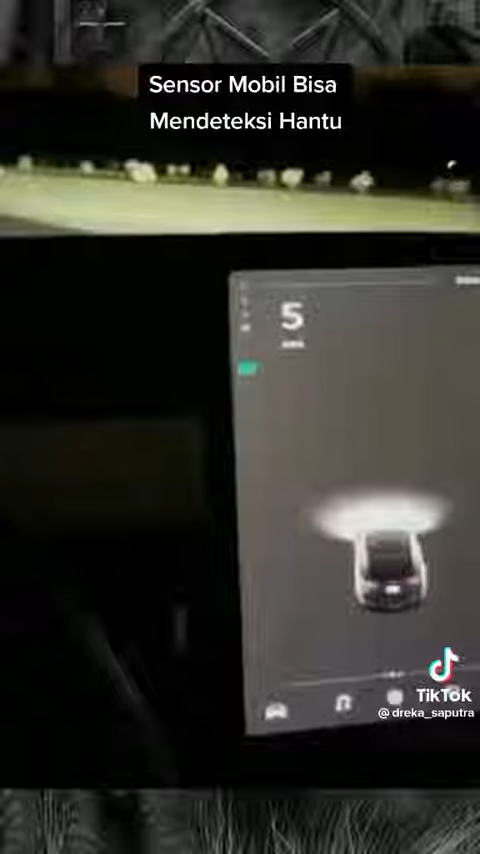 Sensor Mobil Bisa
Mendeteksi Hantu
5
TikTok
@dreka_saputra